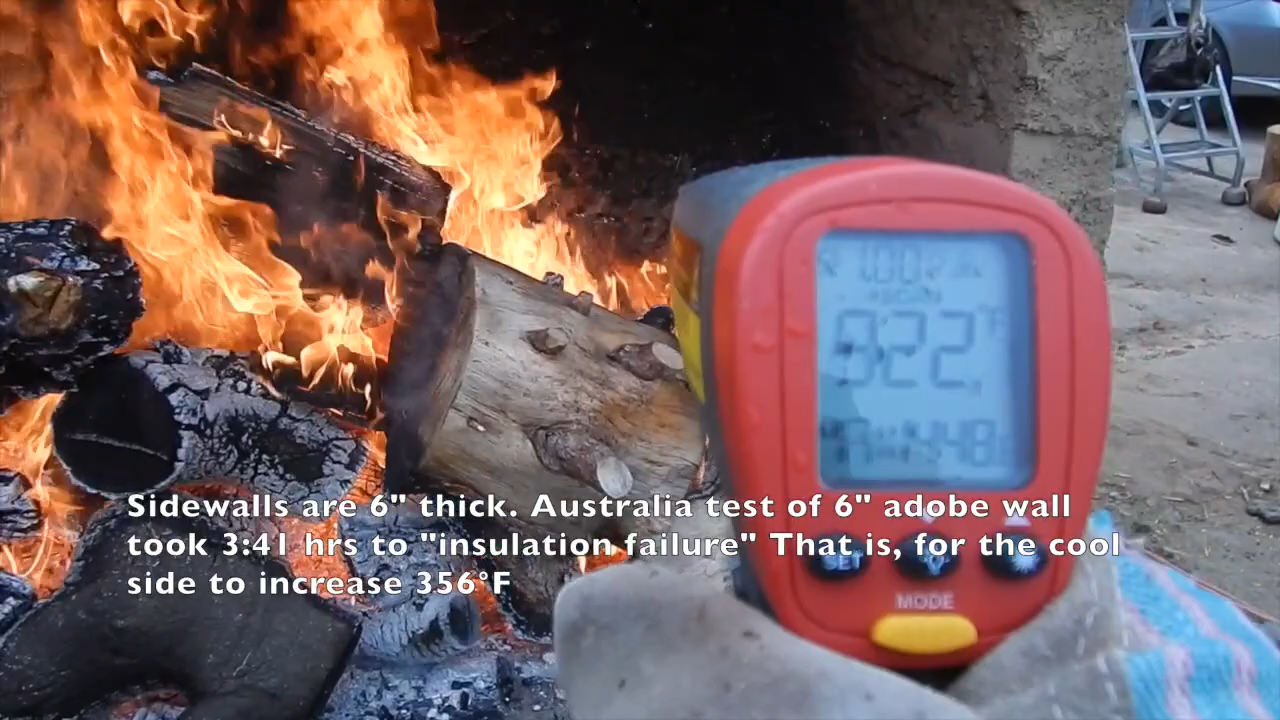 922
°F
Sidewalls are 6" thick. Australia test of 6" adobe wall
took 3:41 hrs to "insulation failure" That is, for the cool
side to increase 356°F
SET
MODE